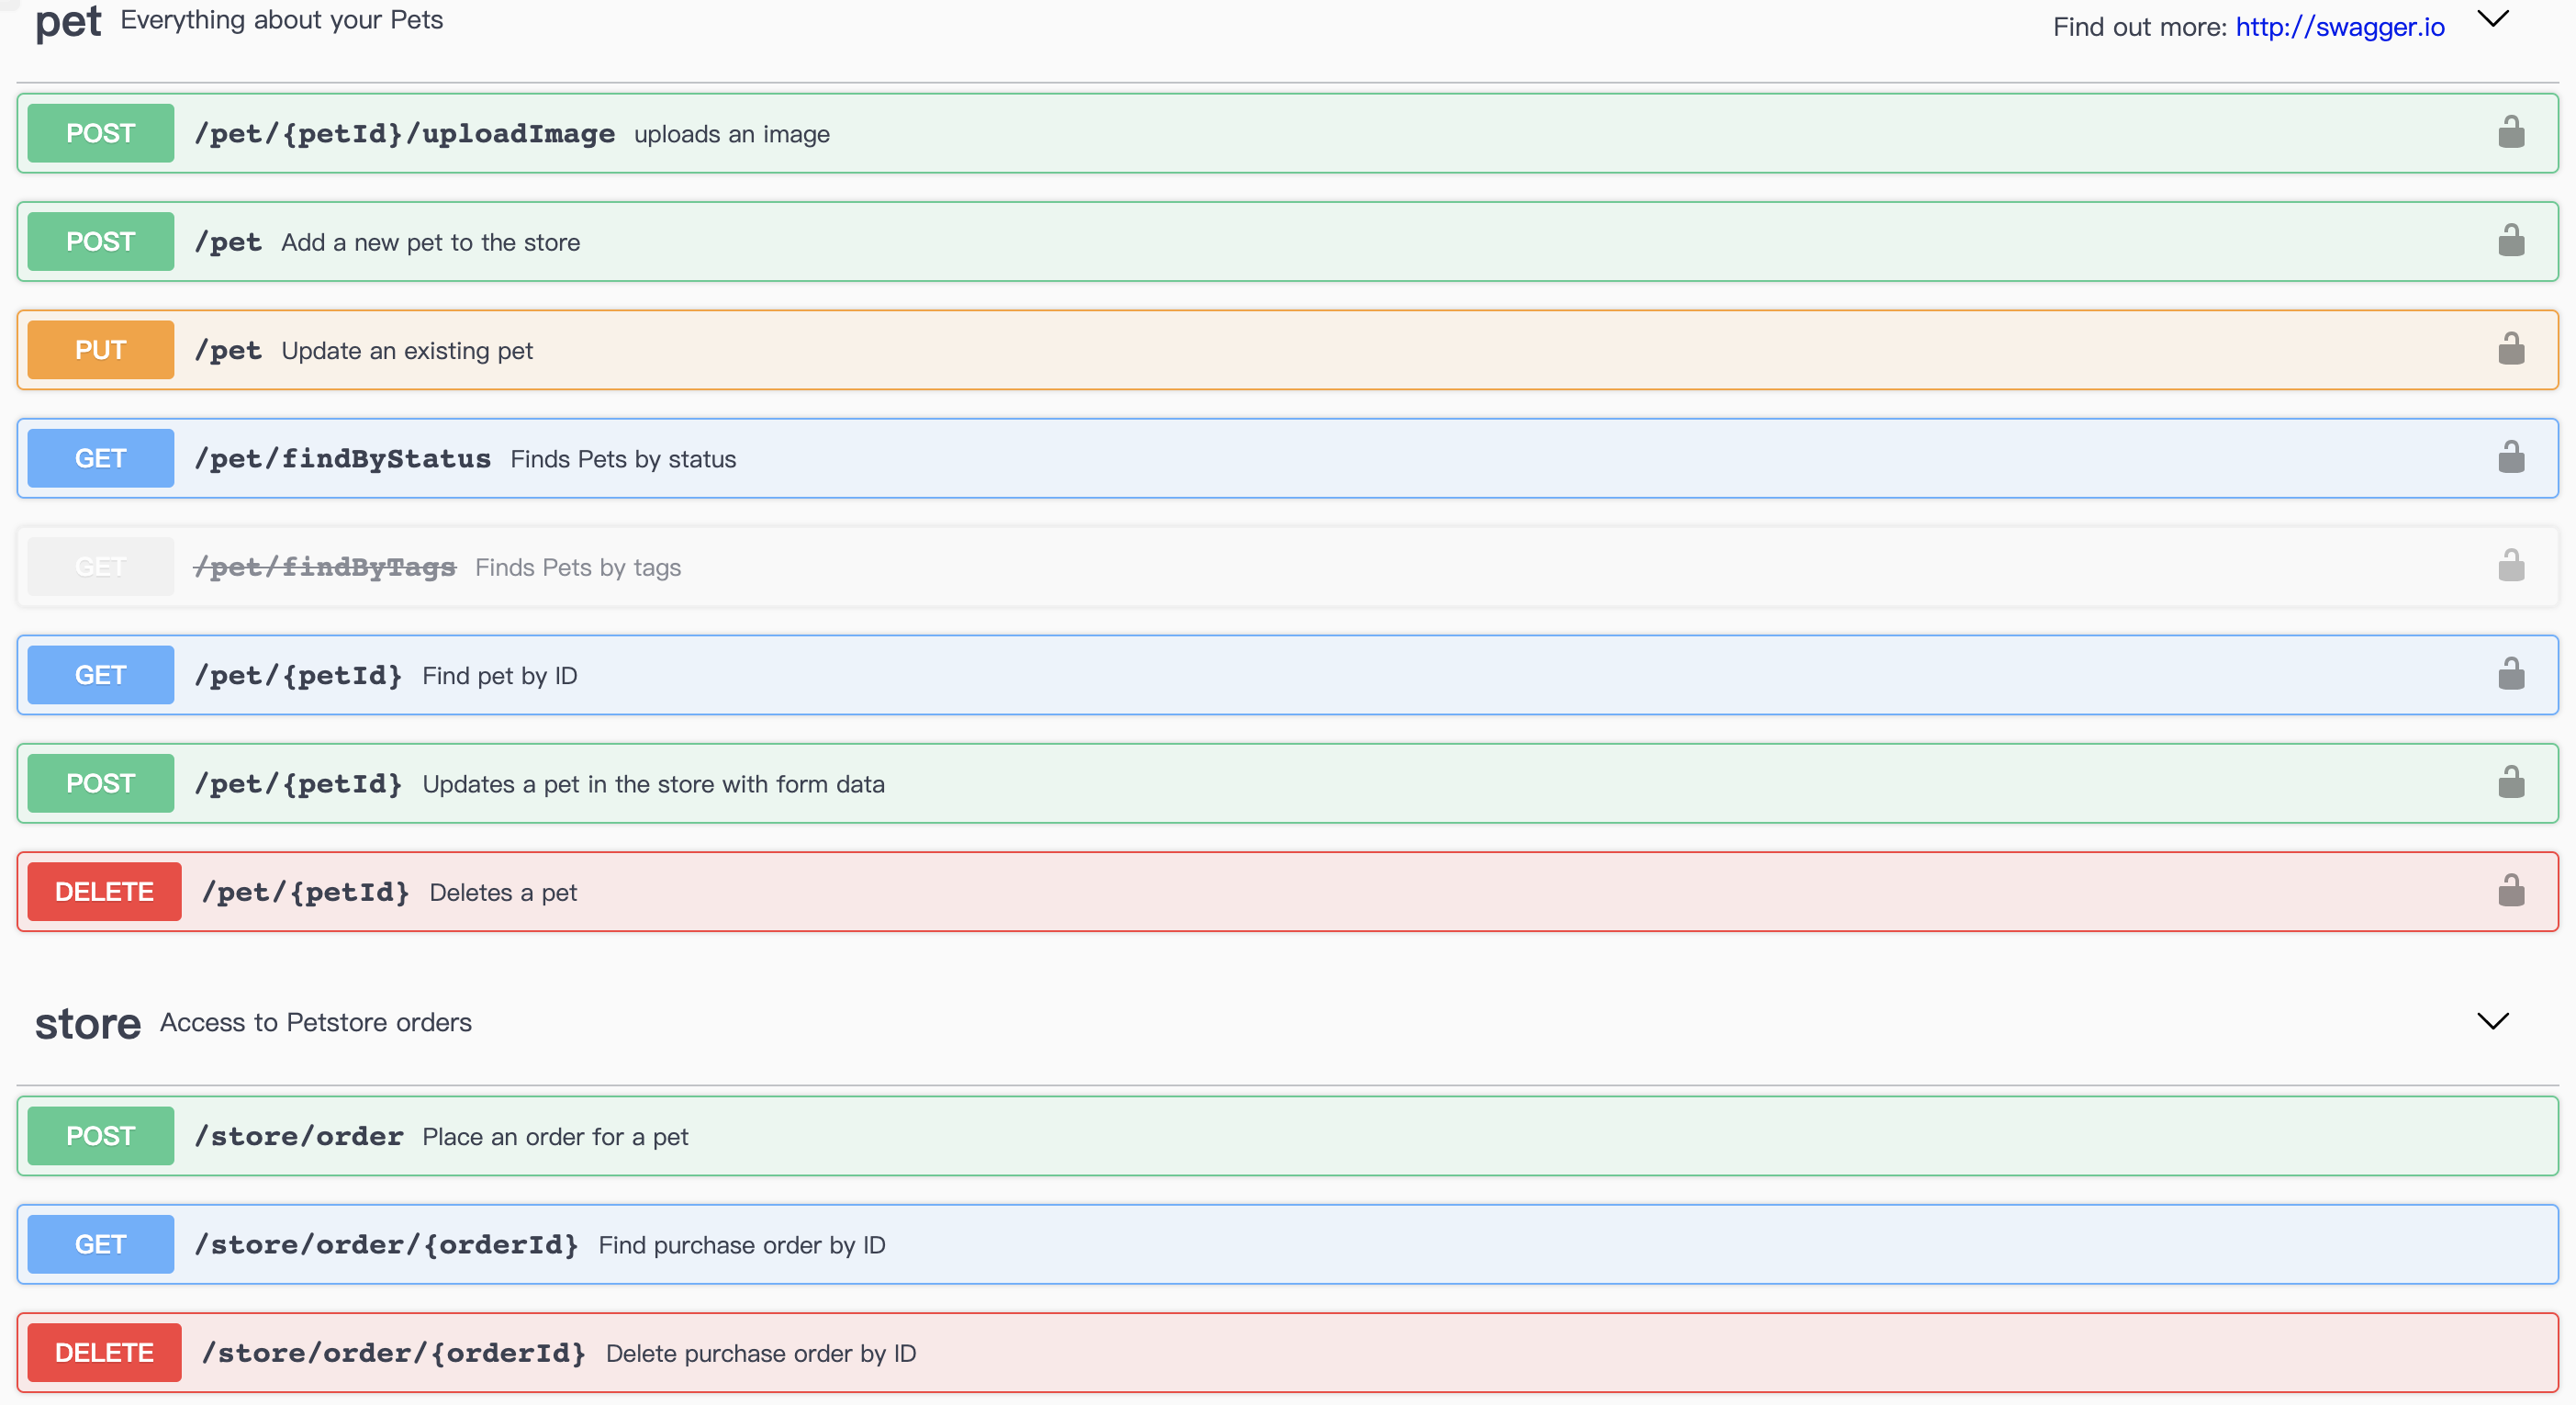 pet Everything about your Pets Find out more: http://swagger.io
POST /pet/{petId}/uploadImage uploads an image
POST /pet Add a new pet to the store
PUT /pet Update an existing pet
GET /pet/findByStatus Finds Pets by status
GET /pet/findByTags Finds Pets by tags
GET /pet/{petId} Find pet by ID
POST /pet/{petId} Updates a pet in the store with form data
DELETE /pet/{petId} Deletes a pet
store Access to Petstore orders
POST /store/order Place an order for a pet
GET /store/order/{orderId} Find purchase order by ID
DELETE /store/order/{orderId} Delete purchase order by ID